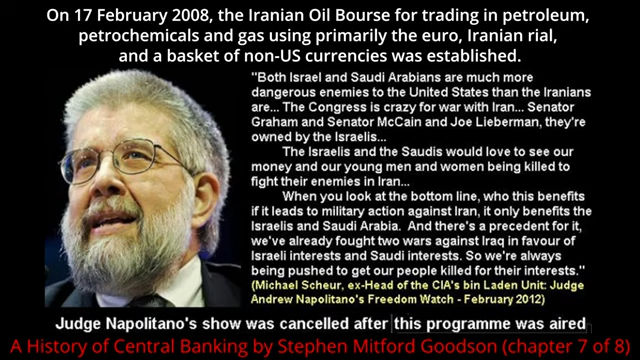 On 17 February 2008, the Iranian Oil Bourse for trading in petroleum,
petrochemicals and gas using primarily the euro, Iranian rial,
and a basket of non-US currencies was established.
"Both Israel and Saudi Arabians are much more
dangerous enemies to the United States than the Iranians
are... The Congress is crazy for war with Iran... Senator
Graham and Senator McCain and Joe Lieberman, they're
owned by the Israelis...
The Israelis and the Saudis would love to see our
money and our young men and women being killed to
fight their enemies in Iran...
When you look at the bottom line, who this benefits
if it leads to military action against Iran, it only benefits the
Israelis and Saudi Arabia. And there's a precedent for it,
we've already fought two wars against Iraq in favour of
Israeli interests and Saudi interests. So we're always
being pushed to get our people killed for their interests."
(Michael Scheur, ex-Head of the CIA's bin Laden Unit: Judge
Andrew Napolitano's Freedom Watch - February 2012)
Judge Napolitano's show was cancelled after this programme was aired
A History of Central Banking by Stephen Mitford Goodson (chapter 7 of 8)